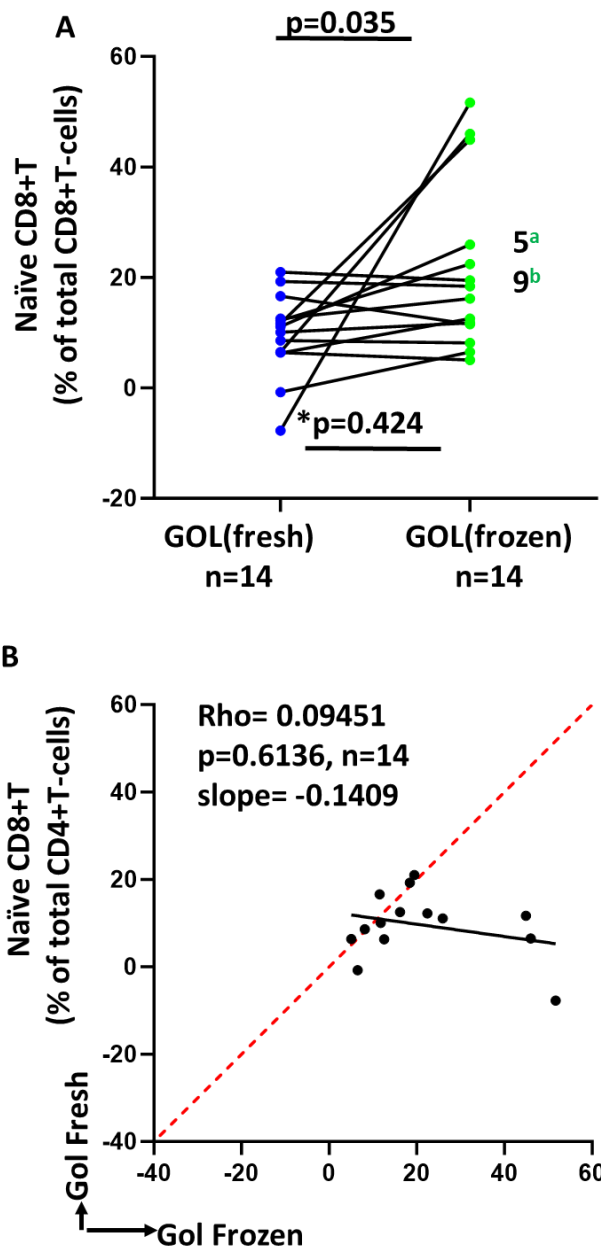 A
p=0.035
Naïve CD8+T
(% of total CD8+T-cells)
60
40
20
0
-20
5a
9b
*p=0.424
GOL(fresh)
n=14
GOL(frozen)
n=14
B
Naïve CD8+T
(% of total CD4+T-cells)
60
40
20
0
-20
-40
Rho= 0.09451
p=0.6136, n=14
slope= -0.1409
-40
-20
0
20
40
60
Gol Fresh
Gol Frozen